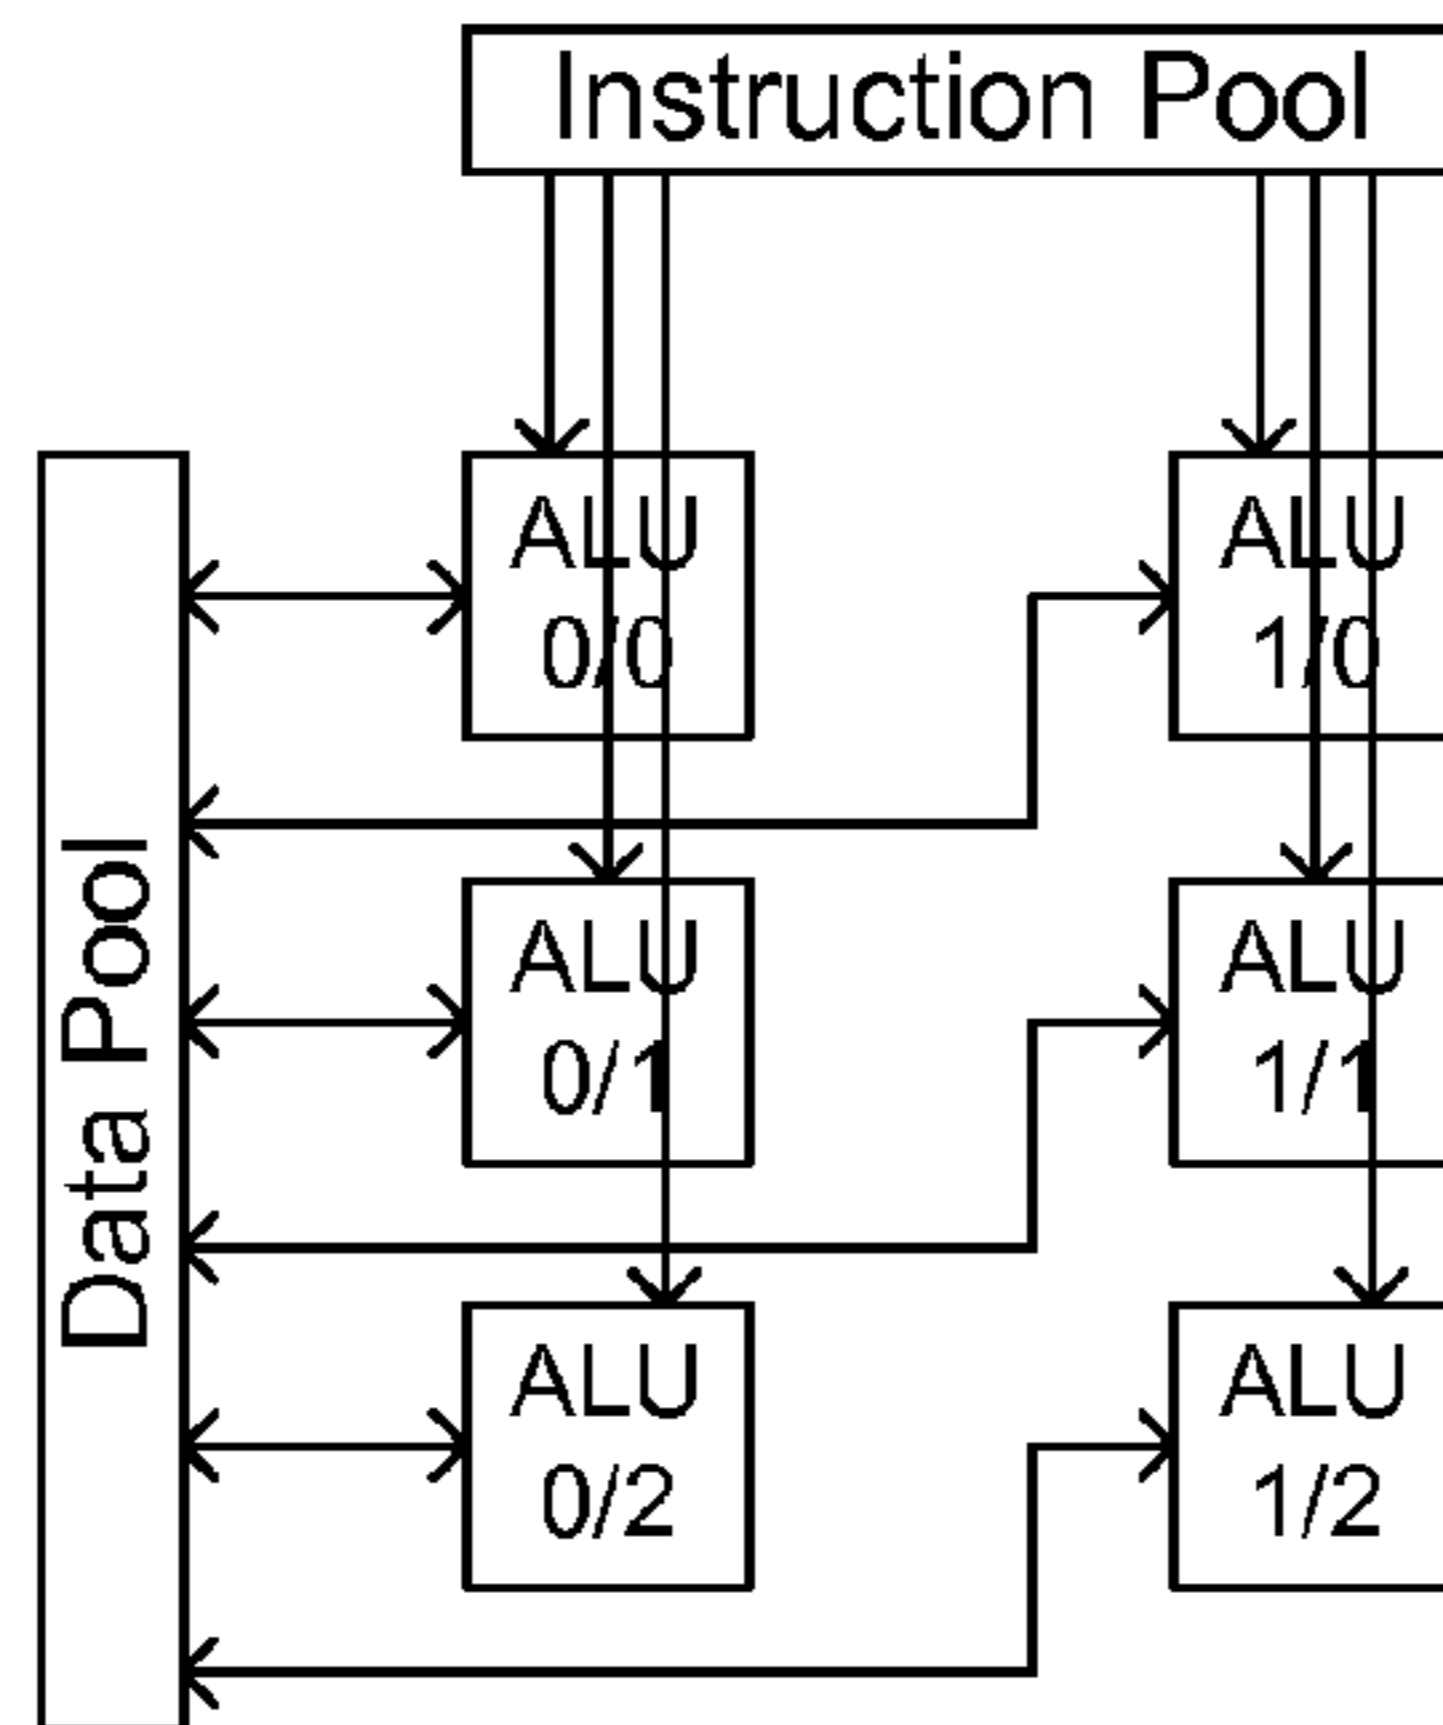 Instruction Pool
ALU
0/0
ALU
1/0
Data Pool
ALU
0/1
ALU
1/1
ALU
0/2
ALU
1/2